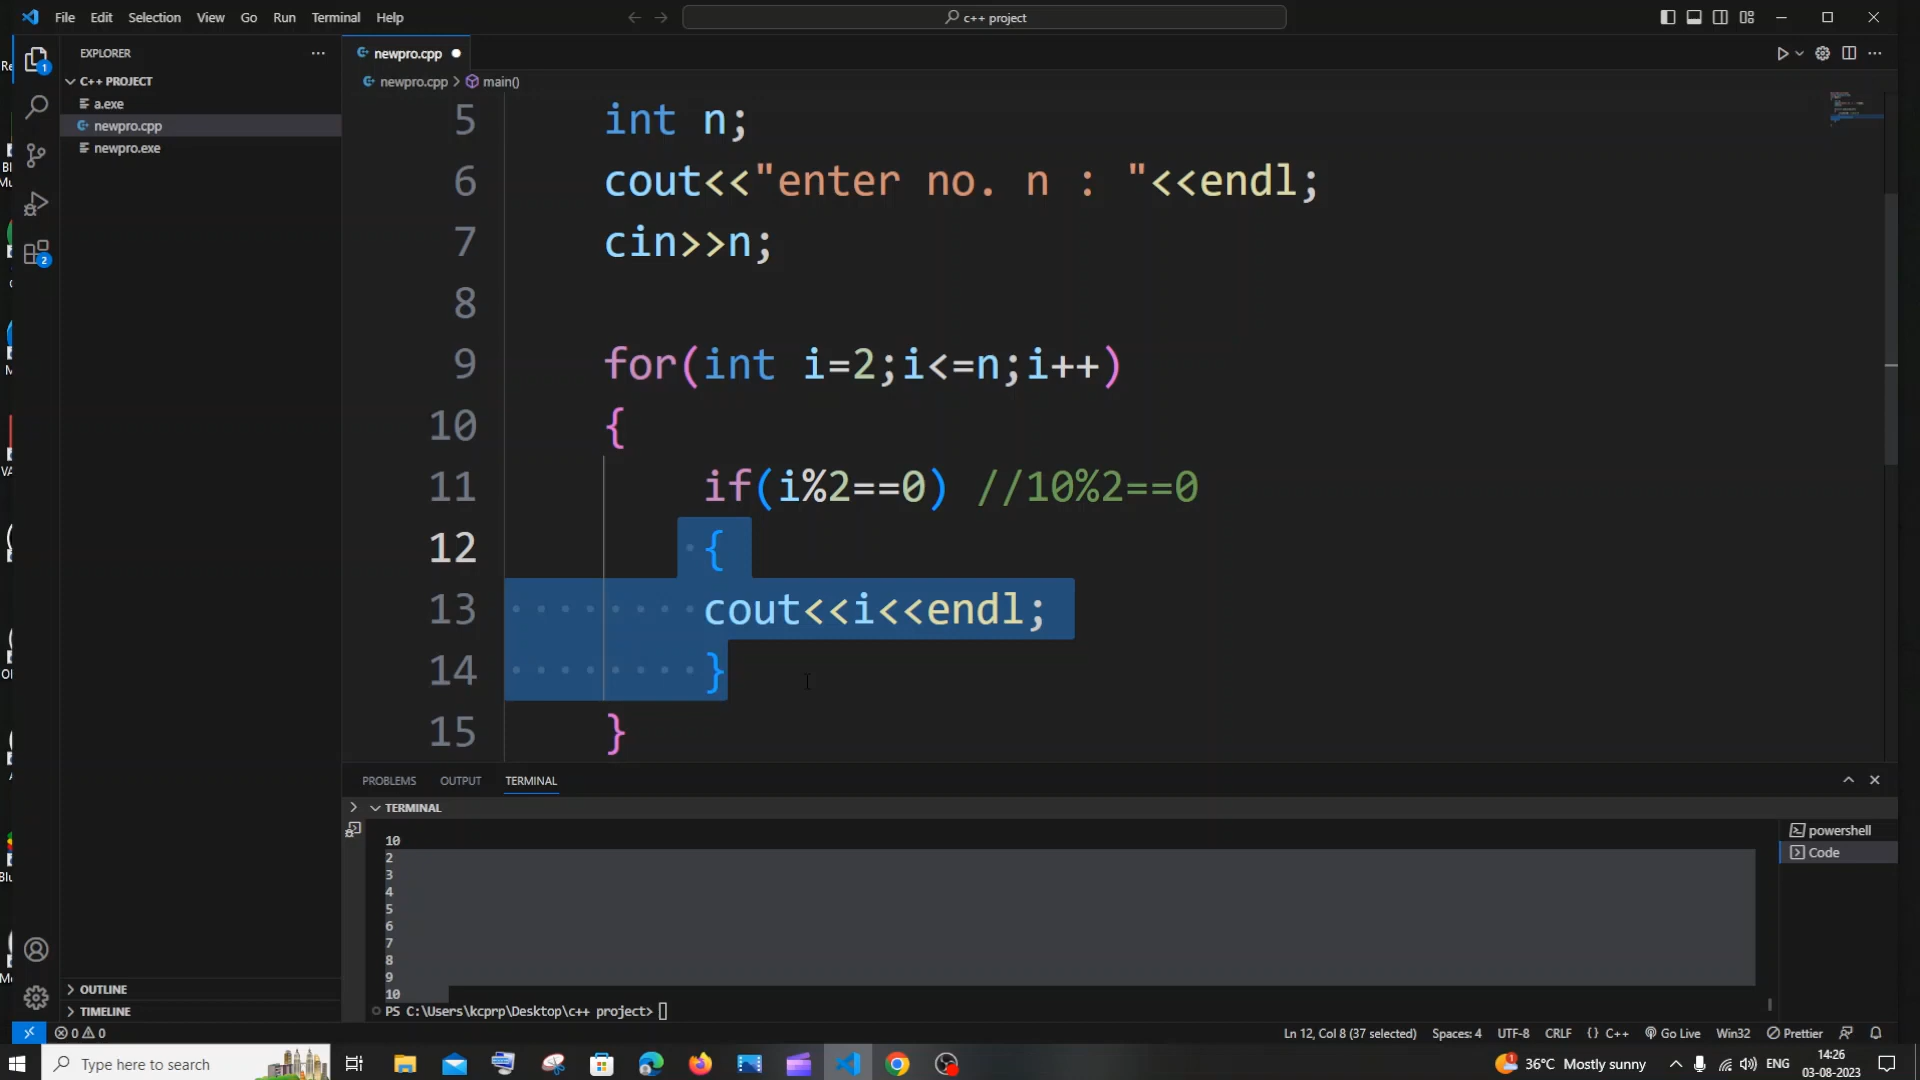 File Edit Selection View Go Run Terminal Help
c++ project
EXPLORER
C++ PROJECT
a.exe
newpro.cpp
newpro.exe
newpro.cpp
newpro.cpp > main()
5 int n;
6 cout<<"enter no. n : "<<endl;
7 cin>>n;
8
9 for(int i=2;i<=n;i++)
10 {
11 if(i%2==0) //10%2==0
12 {
13 cout<<i<<endl;
14 }
15 }
PROBLEMS OUTPUT TERMINAL
TERMINAL
10
2
3
4
5
6
7
8
9
10
PS C:\Users\kcprp\Desktop\c++ project>
powershell
Code
OUTLINE
TIMELINE
0 0
Ln 12, Col 8 (37 selected) Spaces: 4 UTF-8 CRLF {} C++ Go Live Win32 Prettier
Type here to search
36°C Mostly sunny
ENG
14:26
03-08-2023
1
2
1